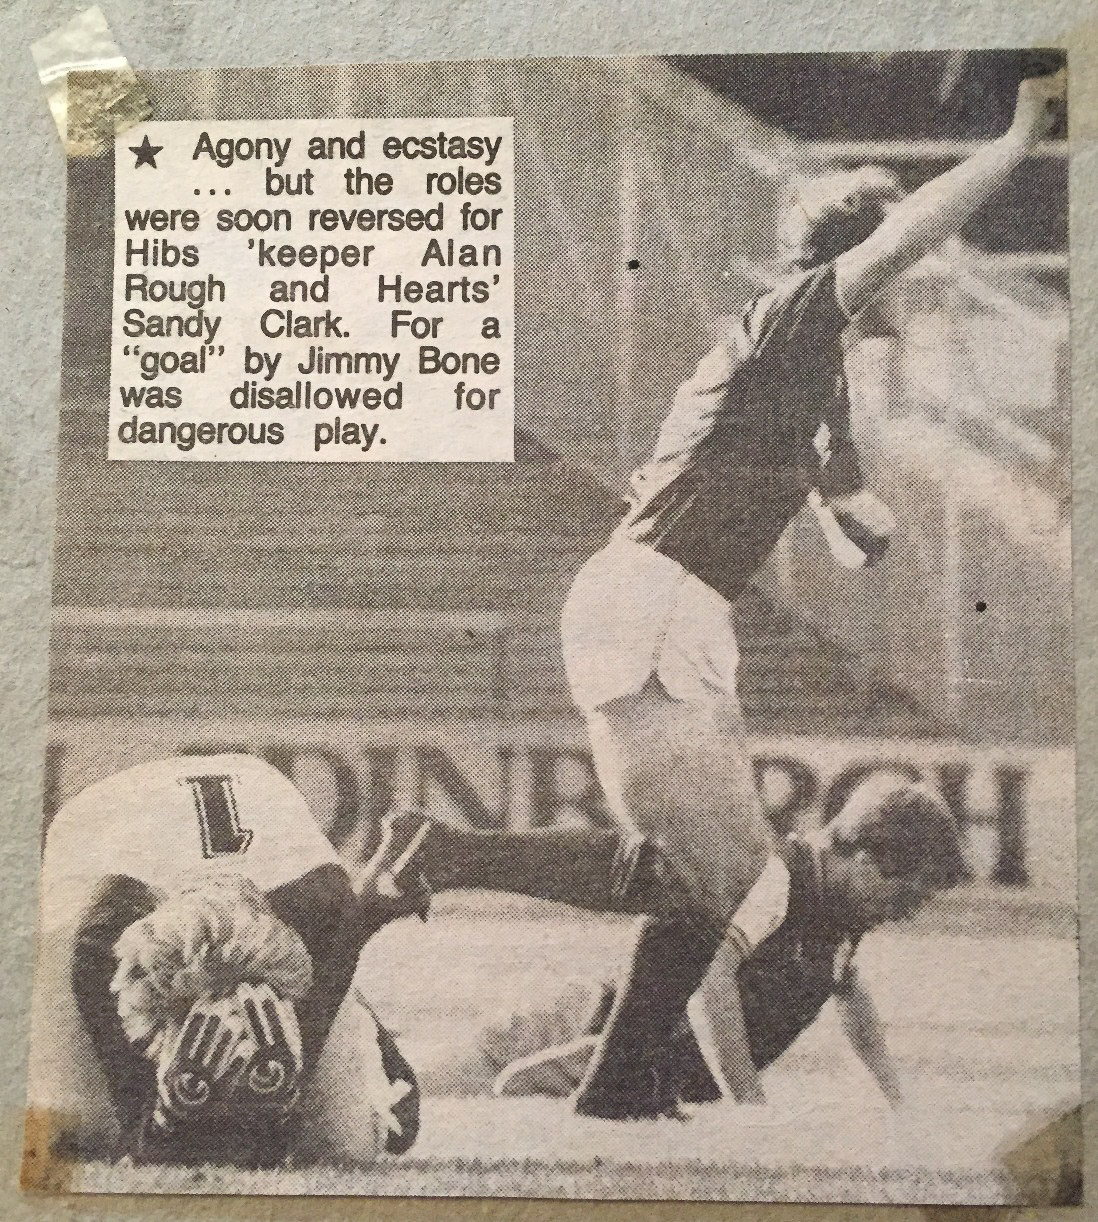 ★ Agony and ecstasy
... but the roles
were soon reversed for
Hibs 'keeper Alan
Rough and Hearts'
Sandy Clark. For a
“goal” by Jimmy Bone
was disallowed for
dangerous play.
1